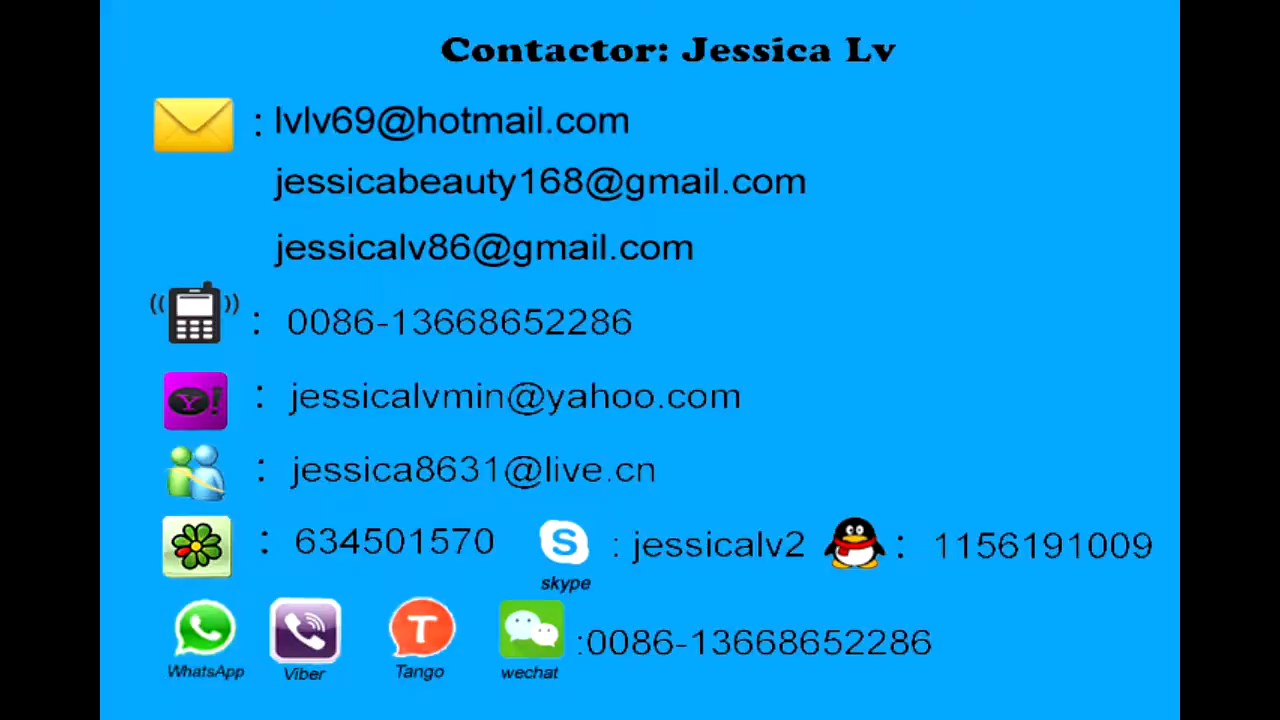 Contactor: Jessica Lv
: lvlv69@hotmail.com
jessicabeauty168@gmail.com
jessicalv86@gmail.com
: 0086-13668652286
Y! : jessicalvmin@yahoo.com
: jessica8631@live.cn
: 634501570 S skype : jessicalv2 : 1156191009
T :0086-13668652286
WhatsApp Viber Tango wechat